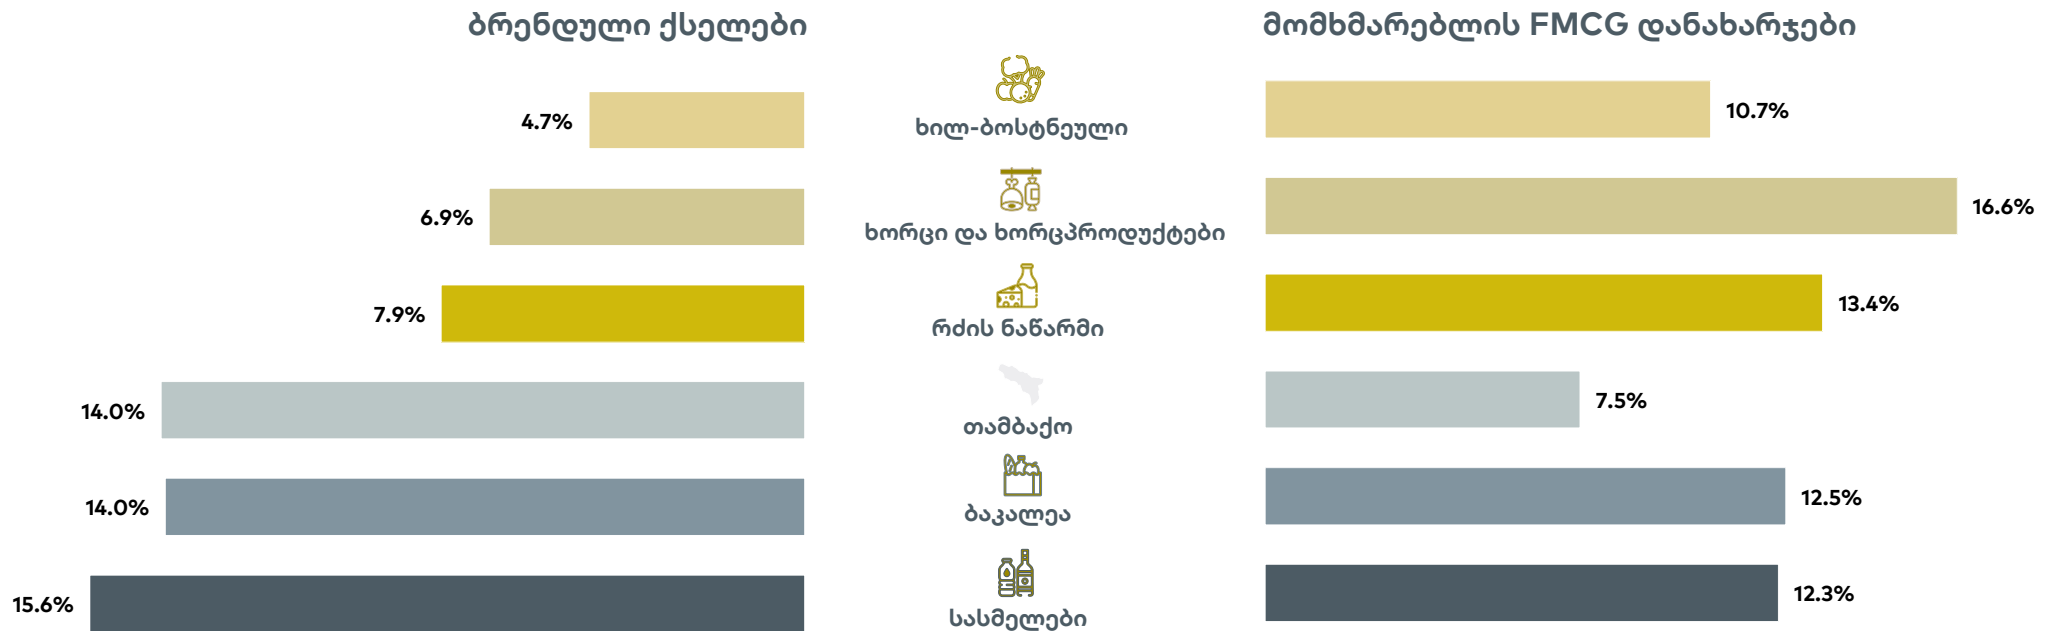 ბრენდული ქსელები
მომხმარებლის FMCG დანახარჯები
4.7%
ხილ-ბოსტნეული
10.7%
6.9%
ხორცი და ხორცპროდუქტები
16.6%
7.9%
რძის ნაწარმი
13.4%
14.0%
თამბაქო
7.5%
14.0%
ბაკალეა
12.5%
15.6%
სასმელები
12.3%